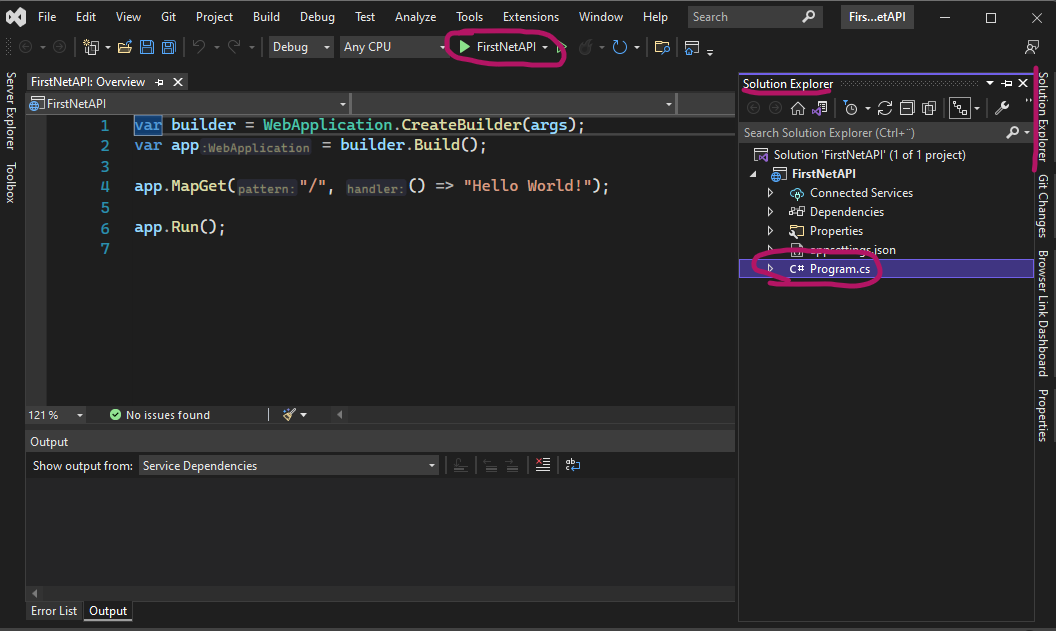 File Edit View Git Project Build Debug Test Analyze Tools Extensions Window Help Search Firs...etAPI
Debug Any CPU FirstNetAPI
Server Explorer
Toolbox
FirstNetAPI: Overview
FirstNetAPI
1 var builder = WebApplication.CreateBuilder(args);
2 var app :WebApplication = builder.Build();
3
4 app.MapGet(pattern: "/", handler: () => "Hello World!");
5
6 app.Run();
7
121 % No issues found
Output
Show output from: Service Dependencies
Error List Output
Solution Explorer
Search Solution Explorer (Ctrl+¨)
Solution 'FirstNetAPI' (1 of 1 project)
FirstNetAPI
Connected Services
Dependencies
Properties
appsettings.json
C# Program.cs
Solution Explorer
Git Changes
Browser Link Dashboard
Properties